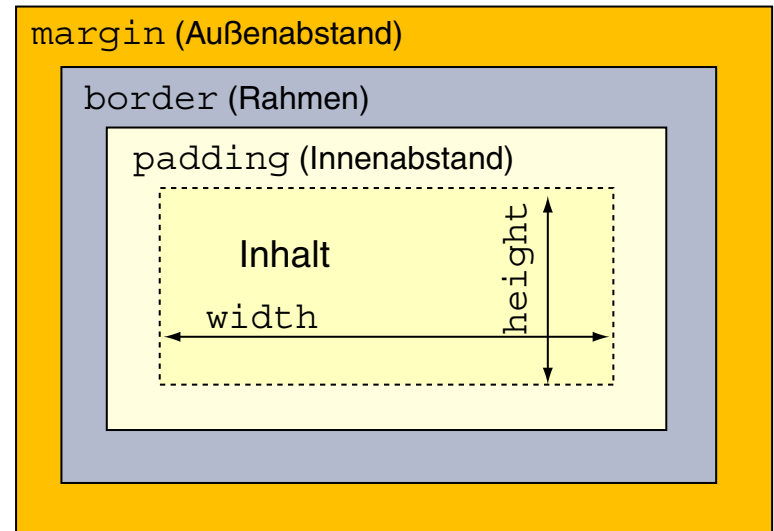 margin (Außenabstand)
border (Rahmen)
padding (Innenabstand)
Inhalt
height
width